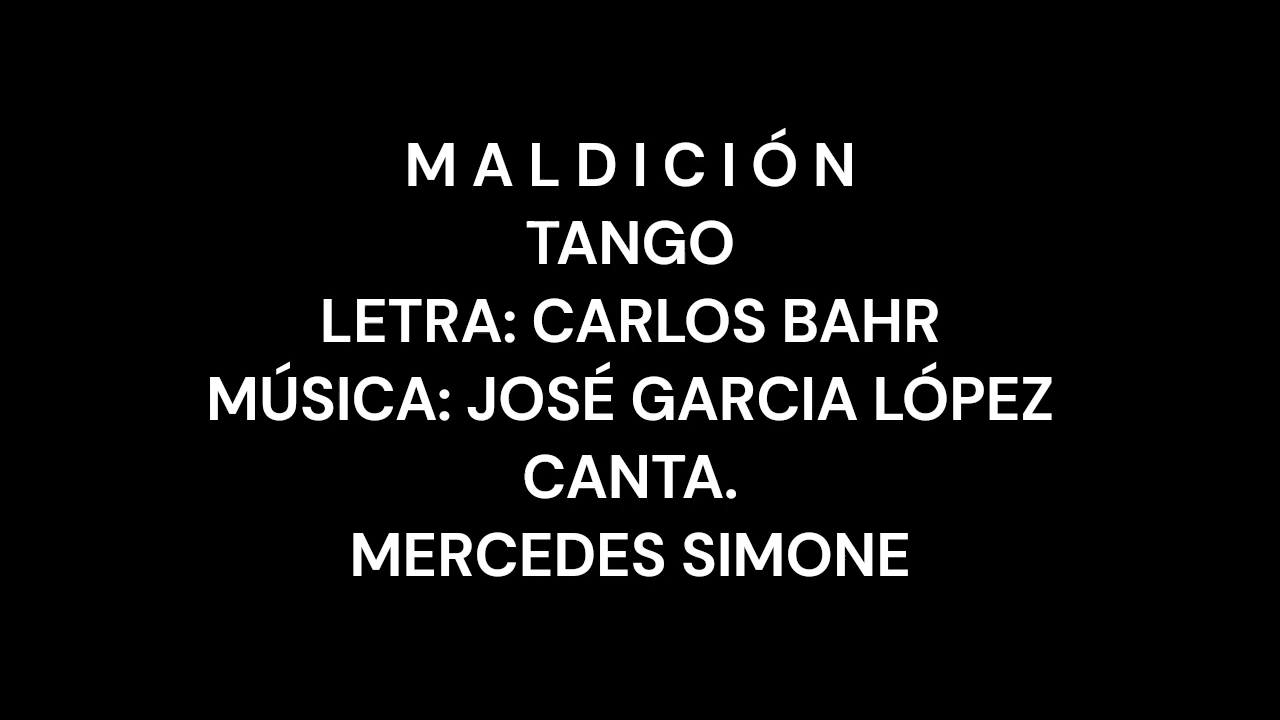 M A L D I C I Ó N
TANGO
LETRA: CARLOS BAHR
MÚSICA: JOSÉ GARCIA LÓPEZ
CANTA.
MERCEDES SIMONE